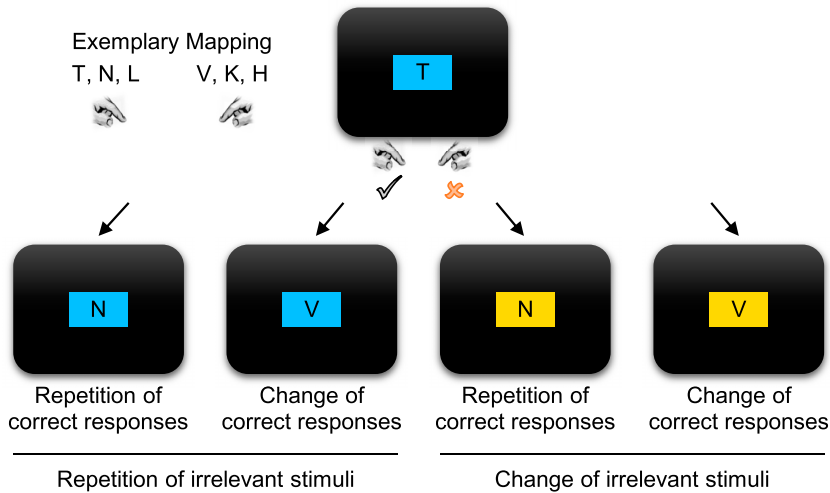 Exemplary Mapping
T, N, L V, K, H
T
N
V
N
V
Repetition of
correct responses
Change of
correct responses
Repetition of
correct responses
Change of
correct responses
Repetition of irrelevant stimuli
Change of irrelevant stimuli